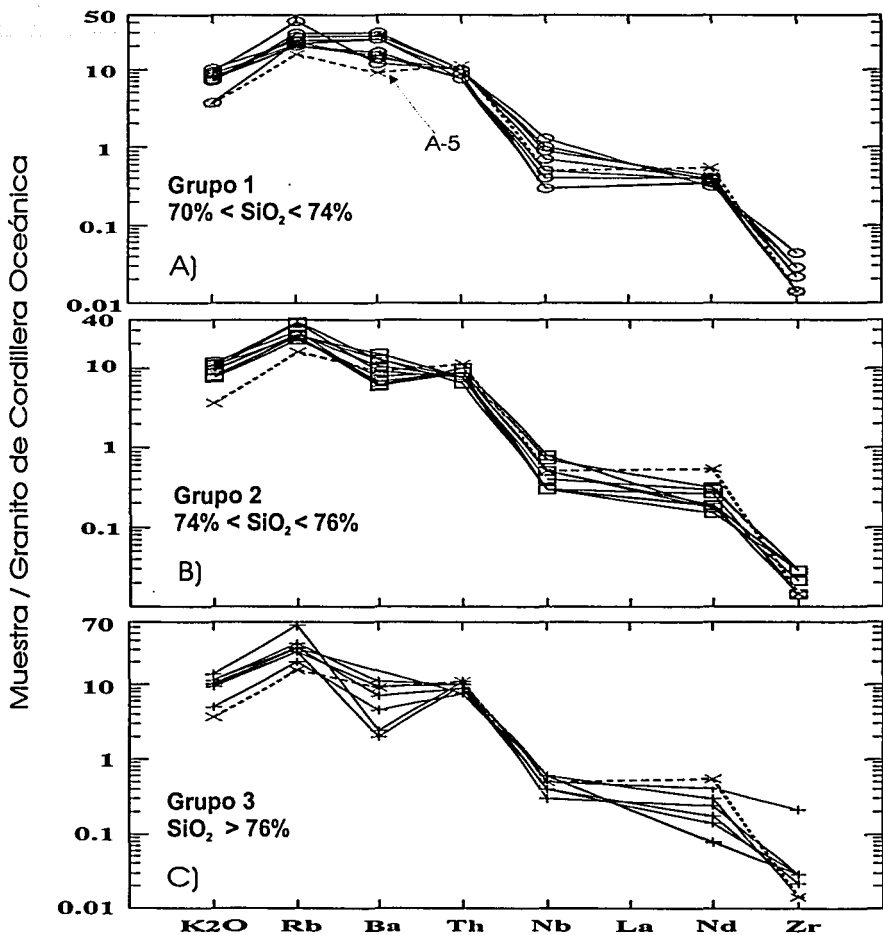 Muestra / Granito de Cordillera Oceánica
50
10
1
0.1
0.01
A-5
Grupo 1
70% < SiO₂ < 74%
A)
40
10
1
0.1
Grupo 2
74% < SiO₂ < 76%
B)
70
10
1
0.1
0.01
Grupo 3
SiO₂ > 76%
C)
K2O Rb Ba Th Nb La Nd Zr